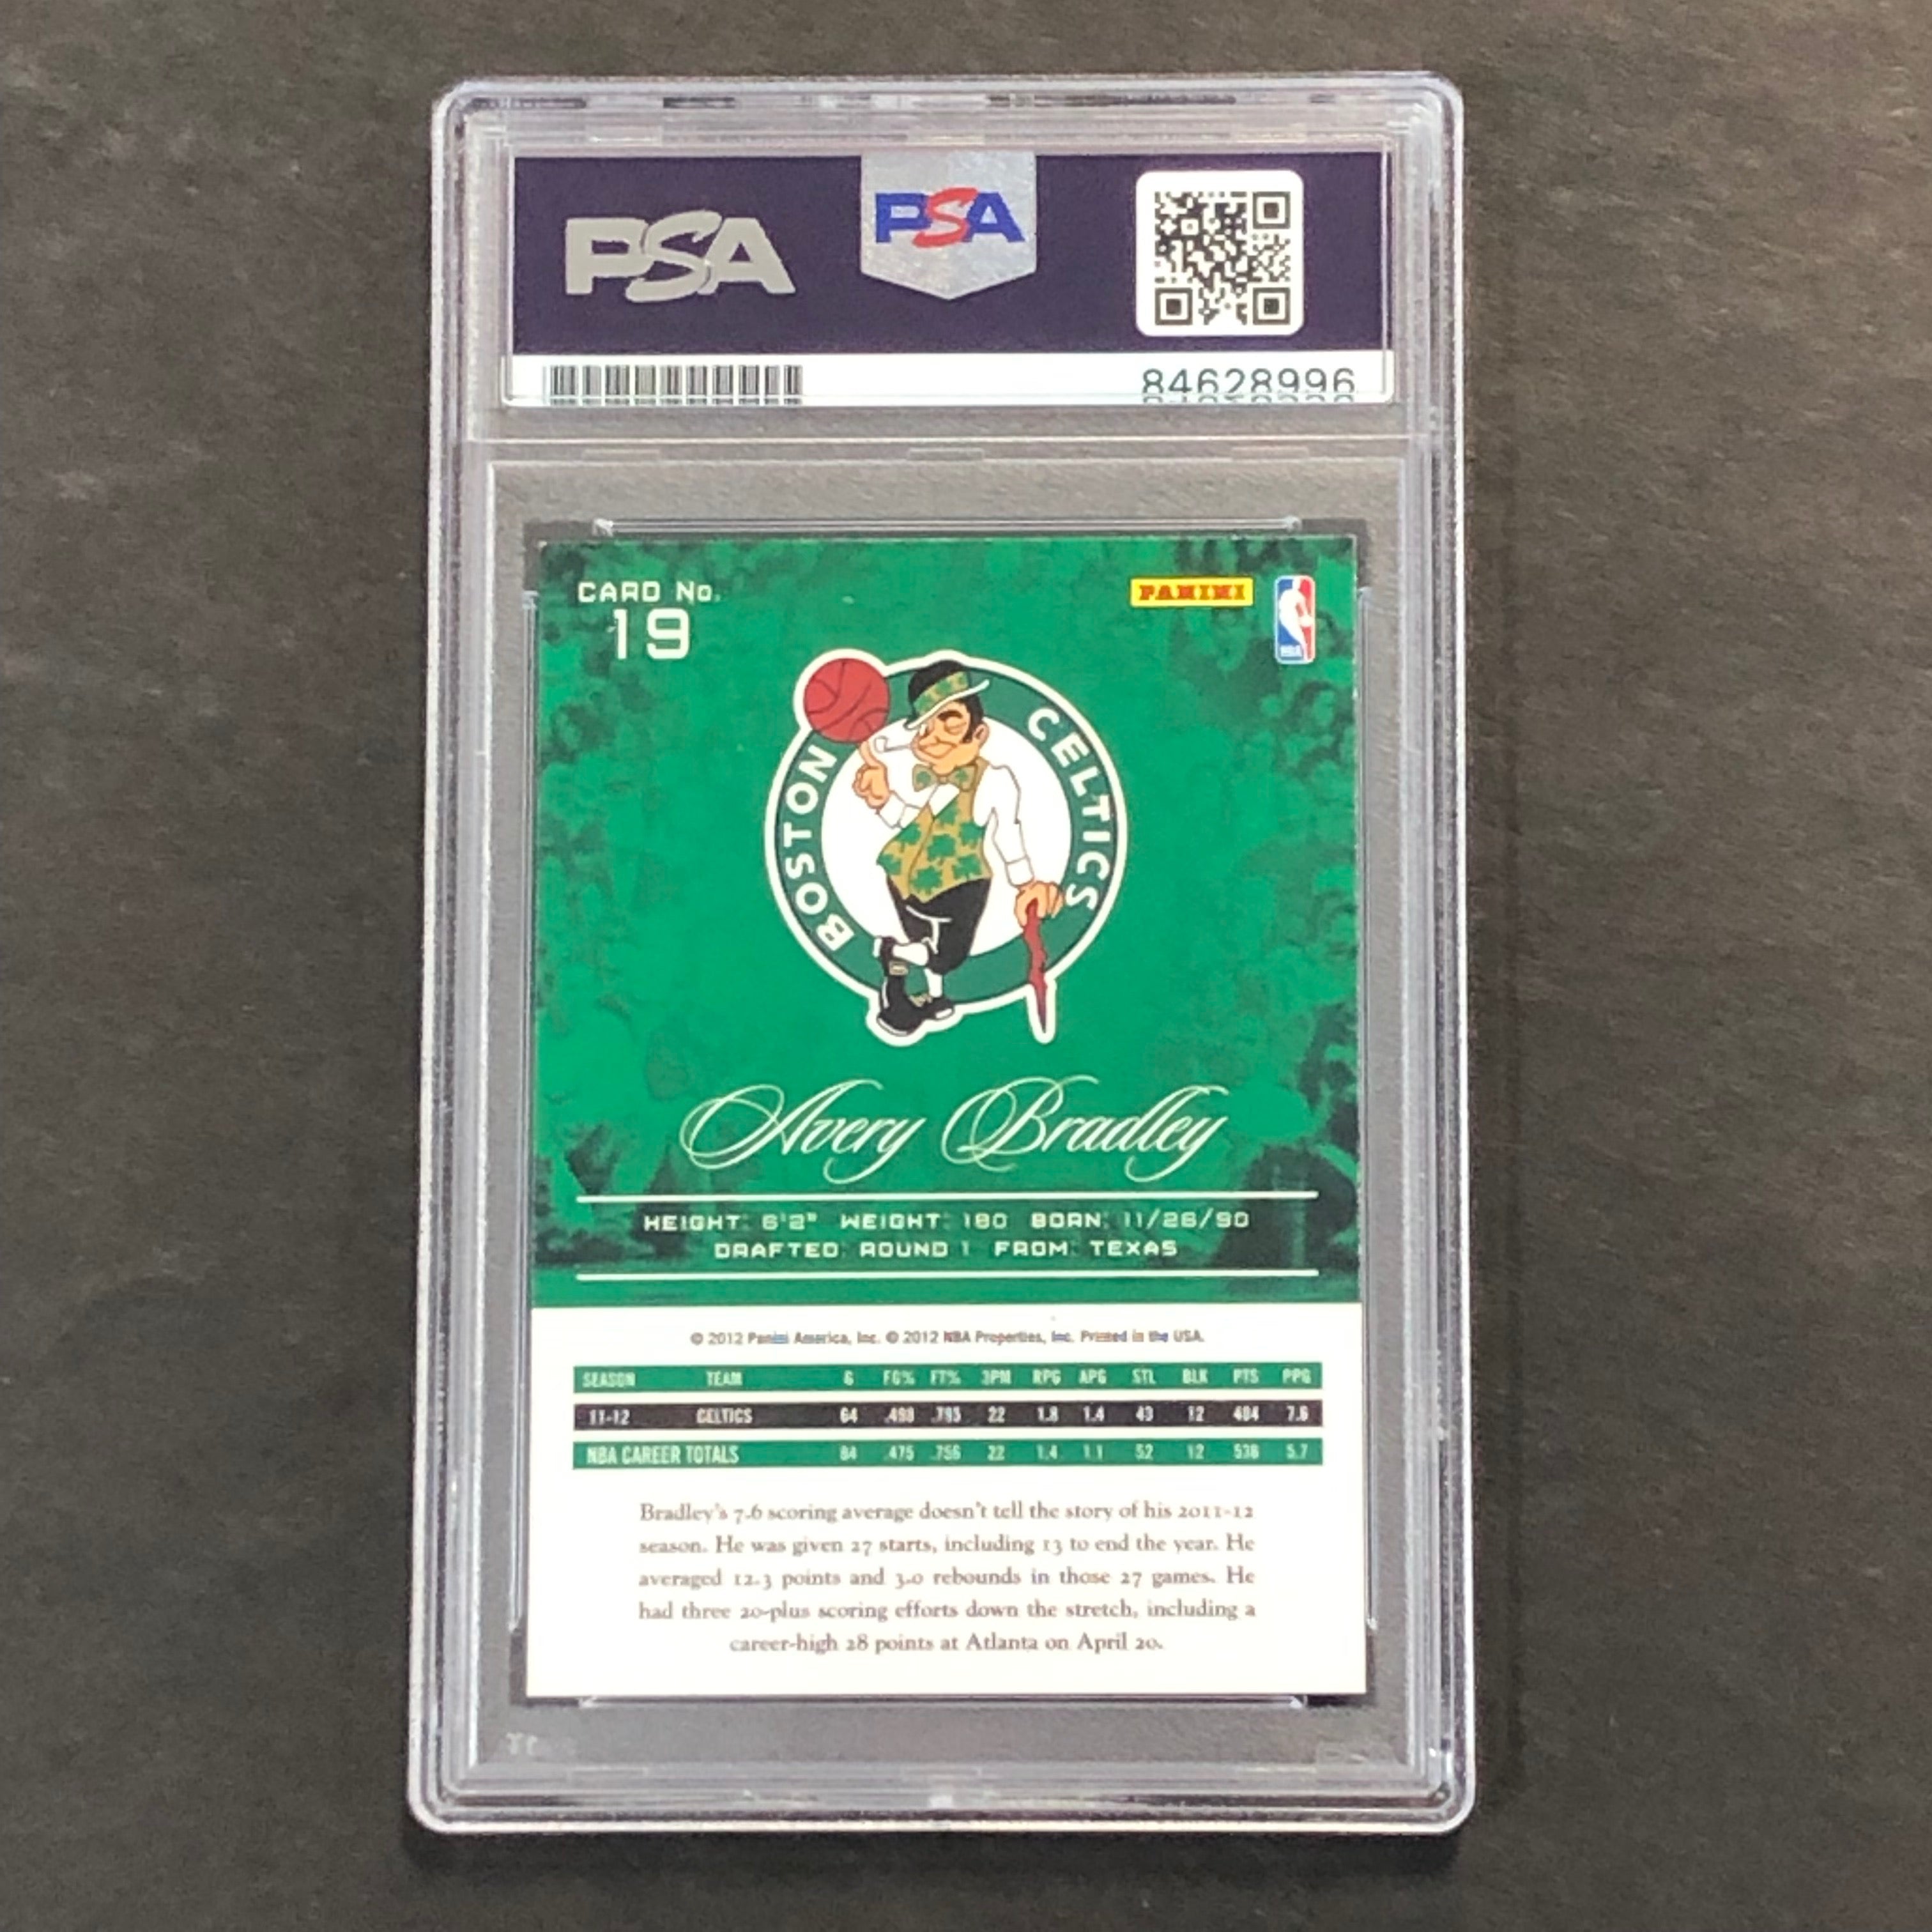 PSA
PSA
84628996
CARD No.
19
PANINI
NBA
BOSTON CELTICS
Avery Bradley
HEIGHT: 6'2" WEIGHT: 180 BORN: 11/26/90
DRAFTED: ROUND 1 FROM: TEXAS
© 2012 Panini America, Inc. © 2012 NBA Properties, Inc. Printed in the USA.
SEASON TEAM G FG% FT% 3PM RPG APG STL BLK PTS PPG
11-12 CELTICS 64 .498 .795 22 1.8 1.4 43 12 484 7.6
NBA CAREER TOTALS .475 .756 22 1.4 1.1 52 12 538 5.7
Bradley's 7.6 scoring average doesn't tell the story of his 2011-12
season. He was given 27 starts, including 13 to end the year. He
averaged 12.3 points and 3.0 rebounds in those 27 games. He
had three 20-plus scoring efforts down the stretch, including a
career-high 28 points at Atlanta on April 20.